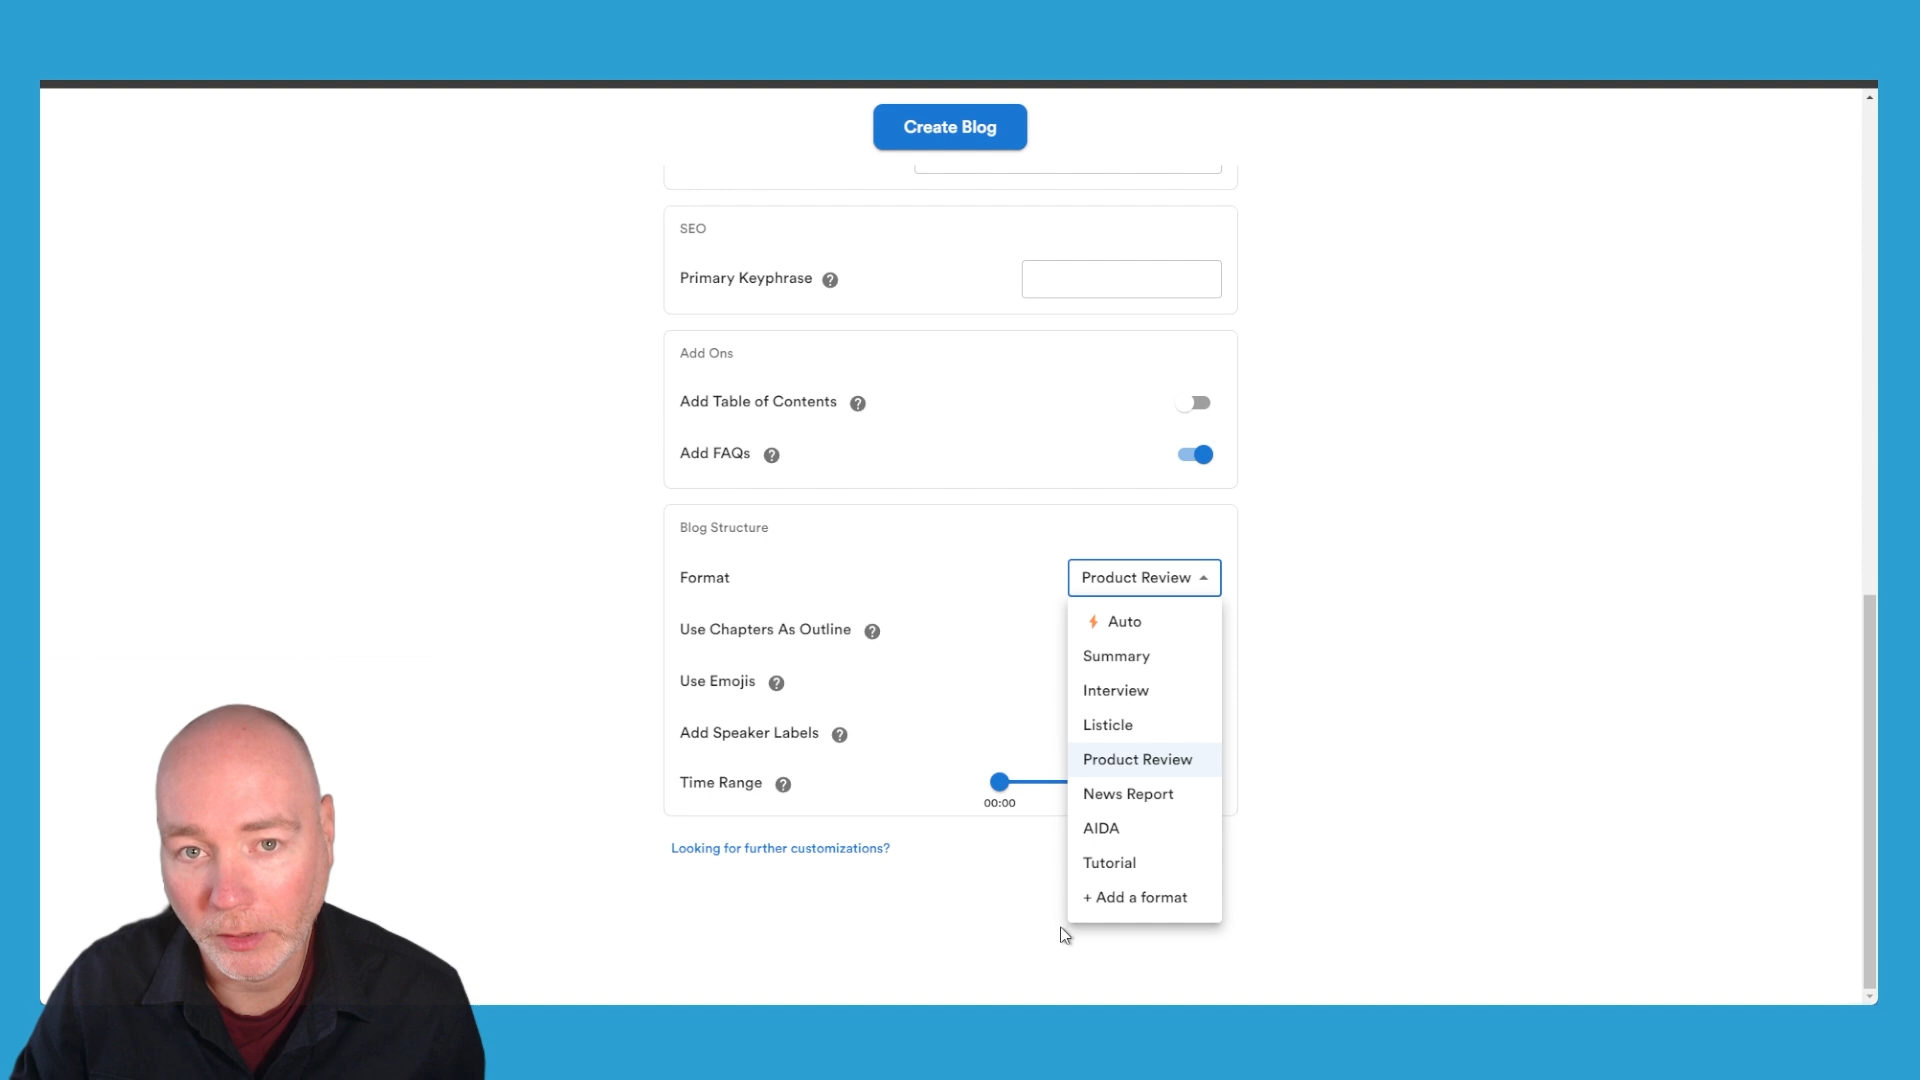 Create Blog
SEO
Primary Keyphrase ?
Add Ons
Add Table of Contents ?
Add FAQs ?
Blog Structure
Format Product Review
Auto
Use Chapters As Outline ?
Summary
Use Emojis ?
Interview
Listicle
Add Speaker Labels ?
Product Review
Time Range ?
00:00
News Report
AIDA
Looking for further customizations?
Tutorial
+ Add a format